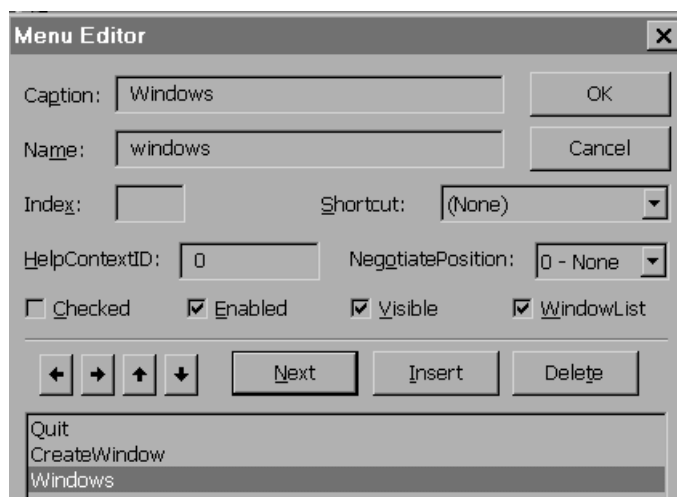 Menu Editor
Caption: Windows OK
Name: windows Cancel
Index: Shortcut: (None)
HelpContextID: 0 NegotiatePosition: 0 - None
Checked Enabled Visible WindowList
Next Insert Delete
Quit
CreateWindow
Windows